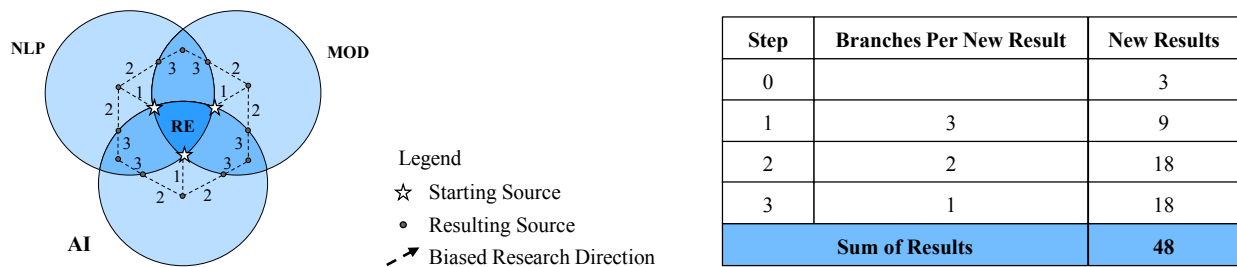 NLP
MOD
2 3 3 2
1 1
2 2
RE
3 3
3 3
1
2 2
AI
Legend
Starting Source
Resulting Source
Biased Research Direction
Step Branches Per New Result New Results
0 3
1 3 9
2 2 18
3 1 18
Sum of Results 48